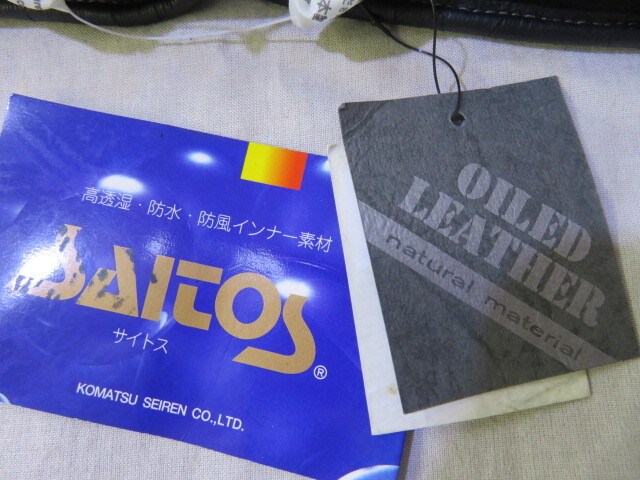 高透湿・防水・防風インナー素材
SAITOS®
サイトス
KOMATSU SEIREN CO.,LTD.
OILED
LEATHER
natural material